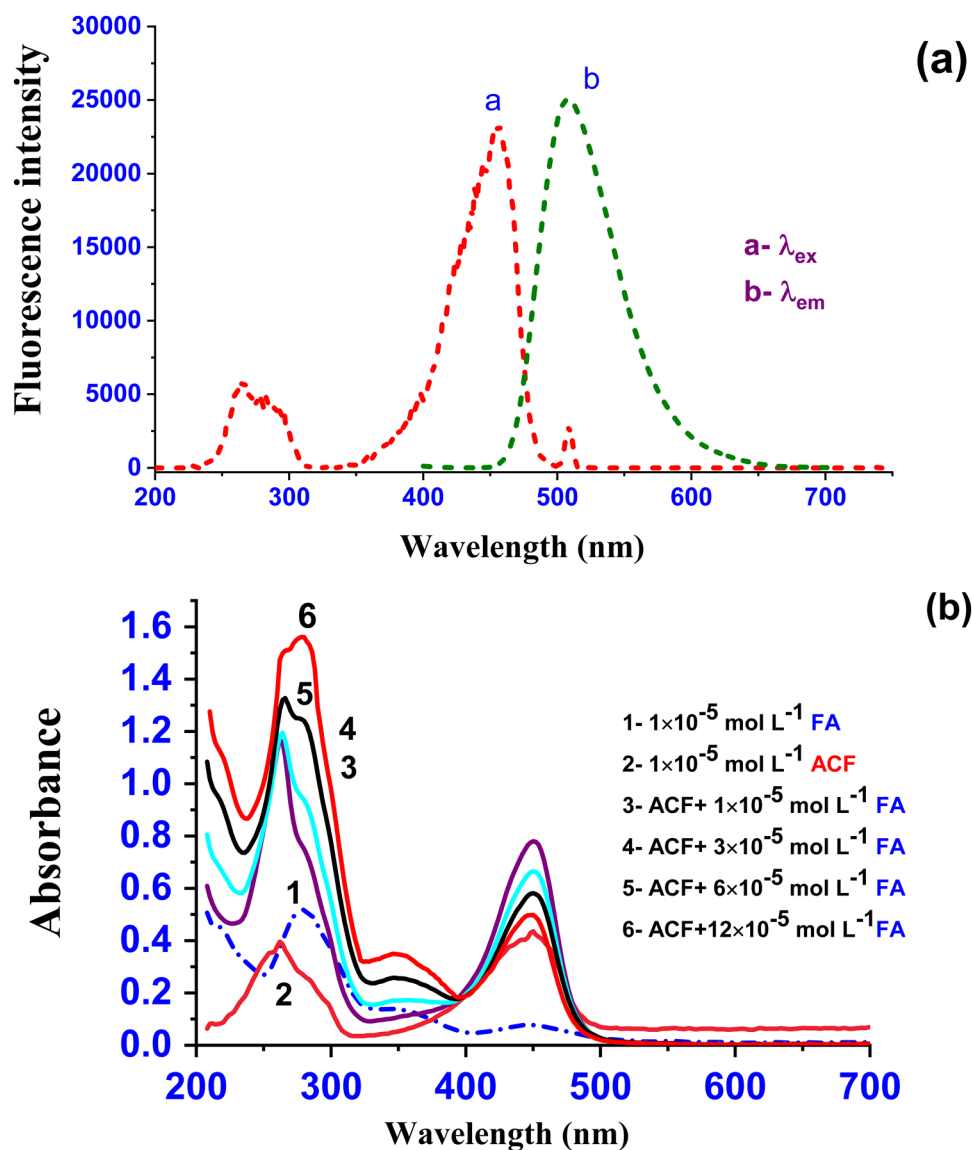 (a)
Fluorescence intensity
30000
25000
20000
15000
10000
5000
0
a
b
a- λex
b- λem
200 300 400 500 600 700
Wavelength (nm)
(b)
Absorbance
1.6
1.4
1.2
1.0
0.8
0.6
0.4
0.2
0.0
6
5
4
3
1
2
1- 1×10-5 mol L-1 FA
2- 1×10-5 mol L-1 ACF
3- ACF+ 1×10-5 mol L-1 FA
4- ACF+ 3×10-5 mol L-1 FA
5- ACF+ 6×10-5 mol L-1 FA
6- ACF+12×10-5 mol L-1 FA
200 300 400 500 600 700
Wavelength (nm)